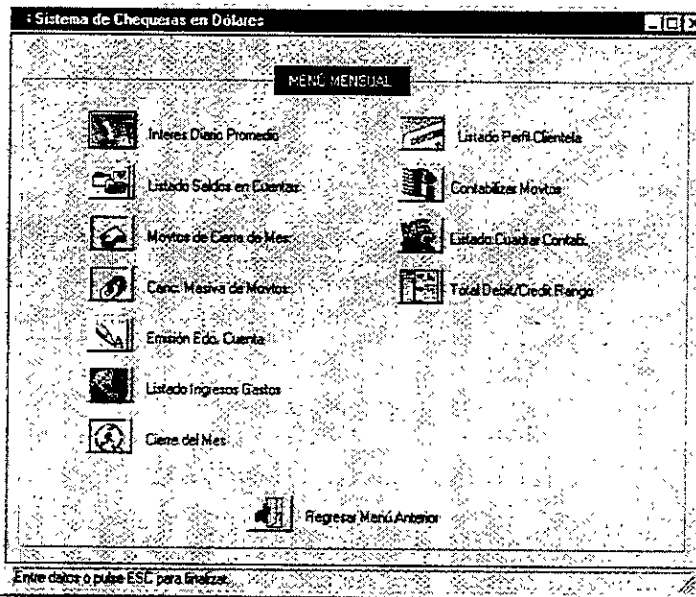 : Sistema de Chequeras en Dólares
MENÚ MENSUAL
Interes Diario Promedio
Listado Saldos en Cuentas
Movtos de Cierre de Mes
Canc. Masiva de Movtos.
Emisión Edo. Cuenta
Listado Ingresos Gastos
Cierre del Mes
Listado Perfil Clientela
Contabilizar Movtos
Listado Cuadrar Contab.
Total Debit/Credit Rango
Regresar Menú Anterior
Entre datos o pulse ESC para finalizar.